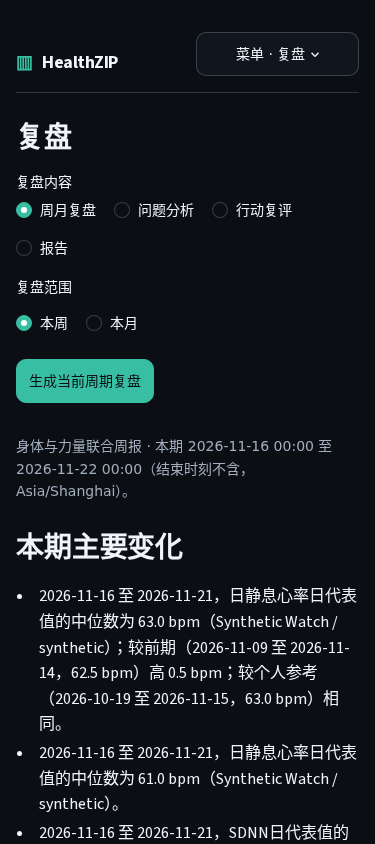 HealthZIP
菜单 · 复盘
复盘
复盘内容
周月复盘 问题分析 行动复评
报告
复盘范围
本周 本月
生成当前周期复盘
身体与力量联合周报 · 本期 2026-11-16 00:00 至
2026-11-22 00:00（结束时刻不含，
Asia/Shanghai）。
本期主要变化
• 2026-11-16 至 2026-11-21，日静息心率日代表
值的中位数为 63.0 bpm（Synthetic Watch /
synthetic）；较前期（2026-11-09 至 2026-11-
14，62.5 bpm）高 0.5 bpm；较个人参考
（2026-10-19 至 2026-11-15，63.0 bpm）相
同。
• 2026-11-16 至 2026-11-21，日静息心率日代表
值的中位数为 61.0 bpm（Synthetic Watch /
synthetic）。
• 2026-11-16 至 2026-11-21，SDNN日代表值的